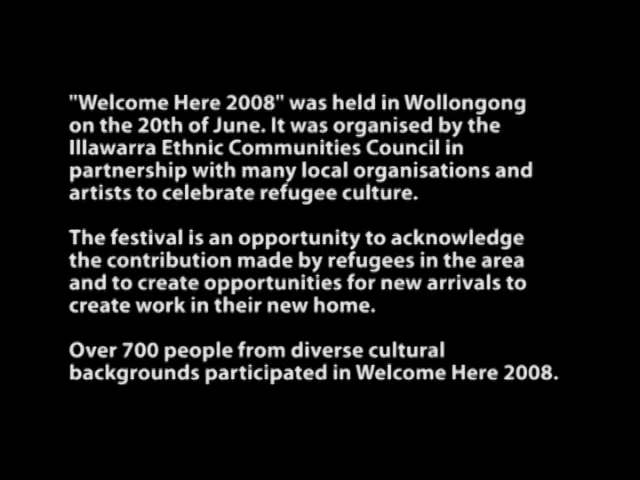 "Welcome Here 2008" was held in Wollongong
on the 20th of June. It was organised by the
Illawarra Ethnic Communities Council in
partnership with many local organisations and
artists to celebrate refugee culture.
The festival is an opportunity to acknowledge
the contribution made by refugees in the area
and to create opportunities for new arrivals to
create work in their new home.
Over 700 people from diverse cultural
backgrounds participated in Welcome Here 2008.